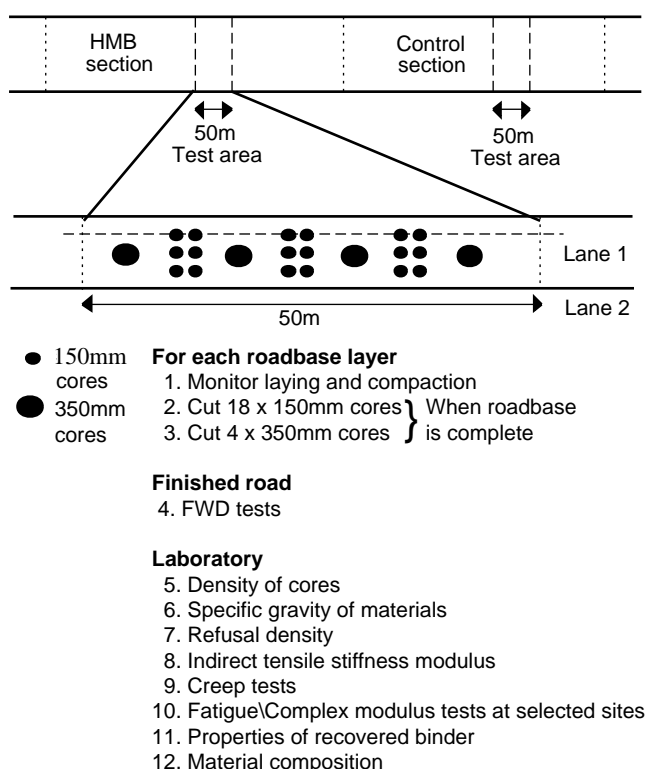 HMB
section
Control
section
50m
Test area
50m
Test area
Lane 1
50m
Lane 2
150mm
cores
350mm
cores
For each roadbase layer
1. Monitor laying and compaction
2. Cut 18 x 150mm cores } When roadbase
3. Cut 4 x 350mm cores } is complete
Finished road
4. FWD tests
Laboratory
5. Density of cores
6. Specific gravity of materials
7. Refusal density
8. Indirect tensile stiffness modulus
9. Creep tests
10. Fatigue\Complex modulus tests at selected sites
11. Properties of recovered binder
12. Material composition